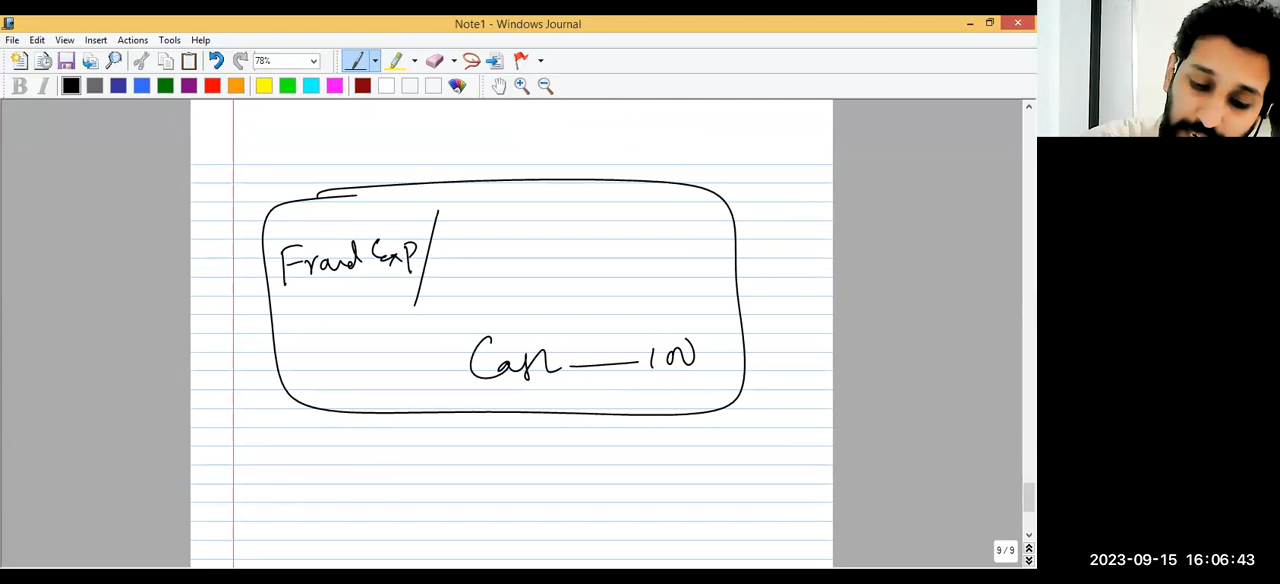 Note1 - Windows Journal
File Edit View Insert Actions Tools Help
78%
B I
Fraud Exp/
Cash — 100
9/9
2023-09-15 16:06:43